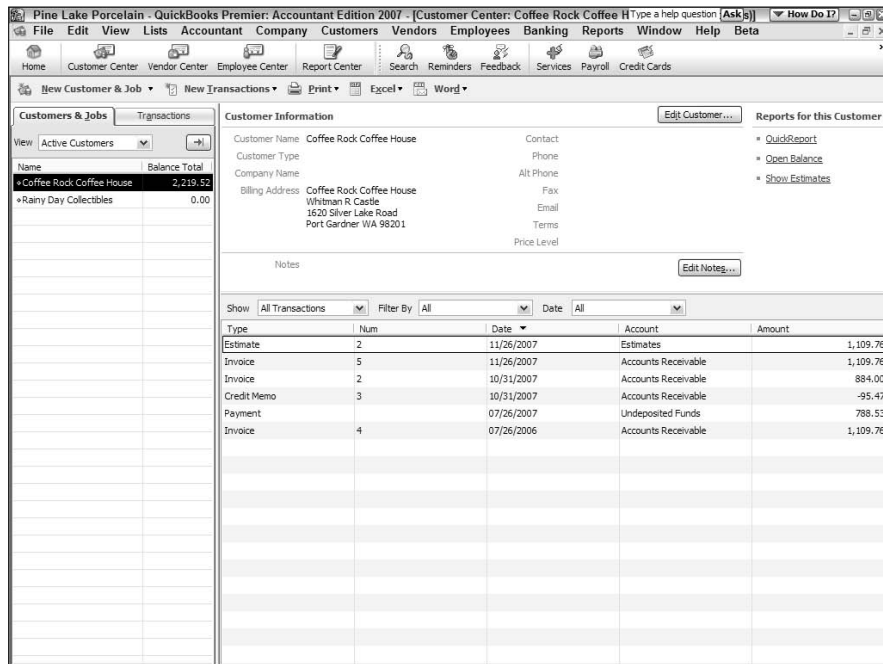 Pine Lake Porcelain - QuickBooks Premier: Accountant Edition 2007 - [Customer Center: Coffee Rock Coffee H Type a help question Ask s)] How Do I?
File Edit View Lists Accountant Company Customers Vendors Employees Banking Reports Window Help Beta
Home Customer Center Vendor Center Employee Center Report Center Search Reminders Feedback Services Payroll Credit Cards
New Customer & Job New Transactions Print Excel Word
Customers & Jobs Transactions
View Active Customers
Name Balance Total
Coffee Rock Coffee House 2,219.52
Rainy Day Collectibles 0.00
Customer Information Edit Customer...
Customer Name Coffee Rock Coffee House Contact
Customer Type Phone
Company Name Alt Phone
Billing Address Coffee Rock Coffee House Fax
Whitman R Castle
1620 Silver Lake Road Email
Port Gardner WA 98201 Terms
Price Level
Notes Edit Notes...
Reports for this Customer
QuickReport
Open Balance
Show Estimates
Show All Transactions Filter By All Date All
Type Num Date Account Amount
Estimate 2 11/26/2007 Estimates 1,109.76
Invoice 5 11/26/2007 Accounts Receivable 1,109.76
Invoice 2 10/31/2007 Accounts Receivable 884.00
Credit Memo 3 10/31/2007 Accounts Receivable -95.47
Payment 07/26/2007 Undeposited Funds 788.53
Invoice 4 07/26/2006 Accounts Receivable 1,109.76